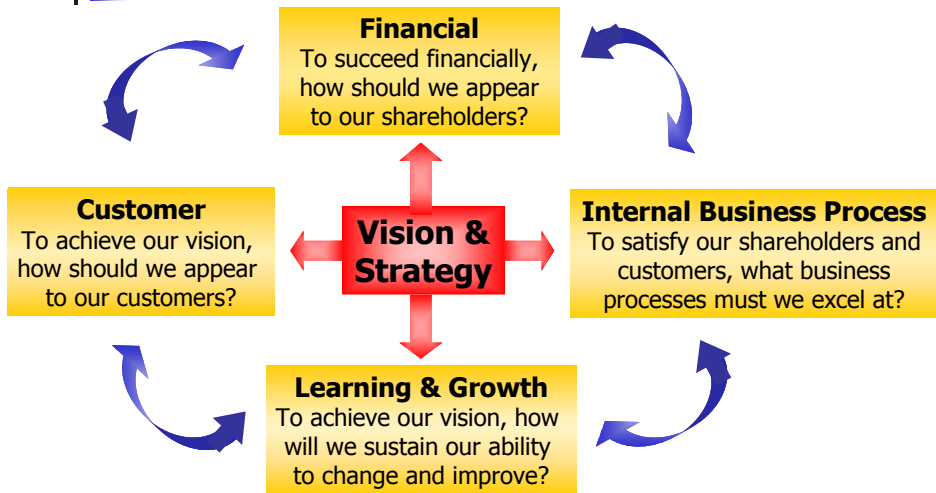 Financial
To succeed financially,
how should we appear
to our shareholders?
Customer
To achieve our vision,
how should we appear
to our customers?
Vision &
Strategy
Internal Business Process
To satisfy our shareholders and
customers, what business
processes must we excel at?
Learning & Growth
To achieve our vision, how
will we sustain our ability
to change and improve?